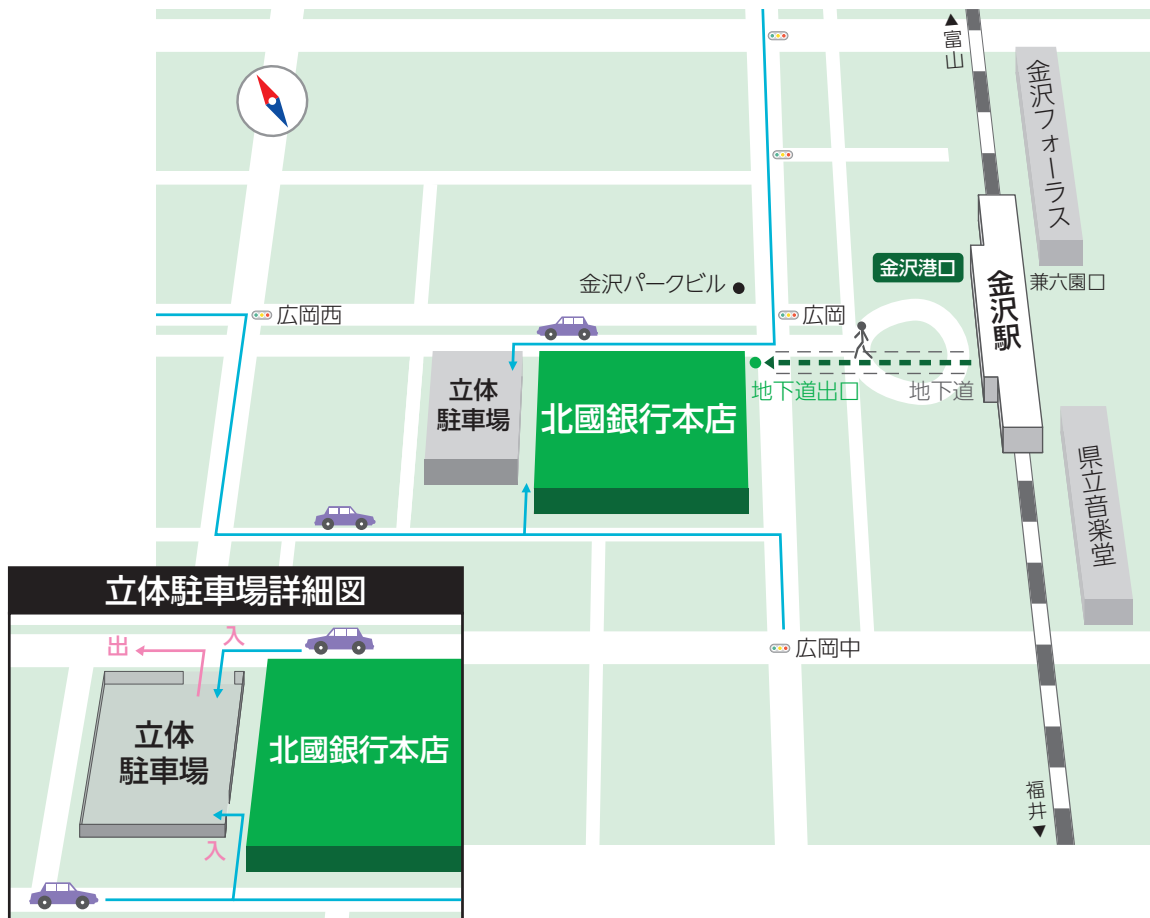 ▲富山
金沢フォーラス
金沢港口
兼六園口
金沢パークビル
広岡西
広岡
金沢駅
立体
駐車場
北國銀行本店
地下道出口
地下道
県立音楽堂
広岡中
福井▼
立体駐車場詳細図
出
入
立体
駐車場
北國銀行本店
入